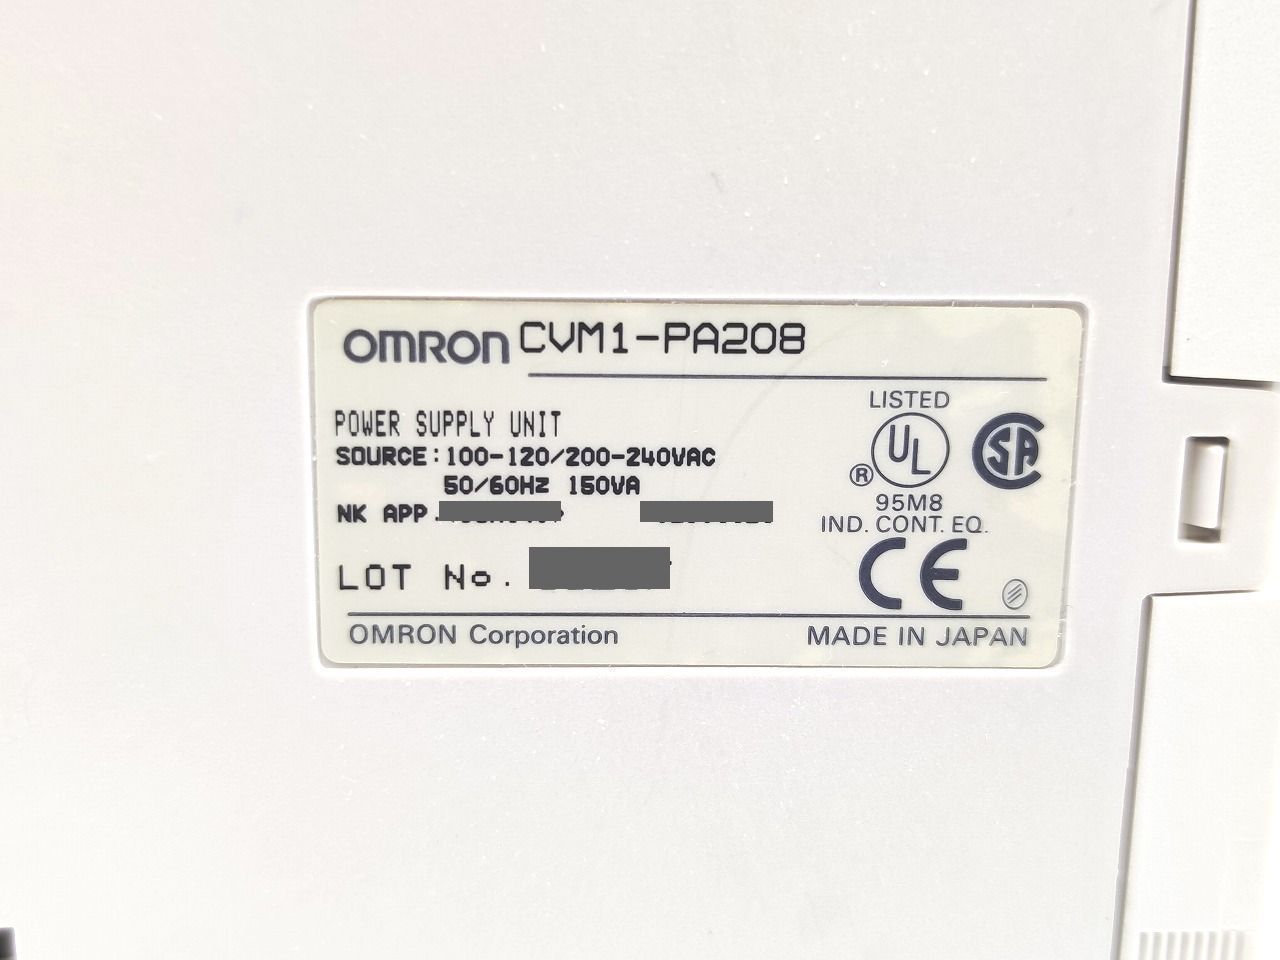 OMRON CVM1-PA208
POWER SUPPLY UNIT
SOURCE:100-120/200-240VAC
50/60Hz 150VA
NK APP.
LOT No.
LISTED
UL
®
95M8
IND. CONT. EQ.
CSA
CE
OMRON Corporation
MADE IN JAPAN